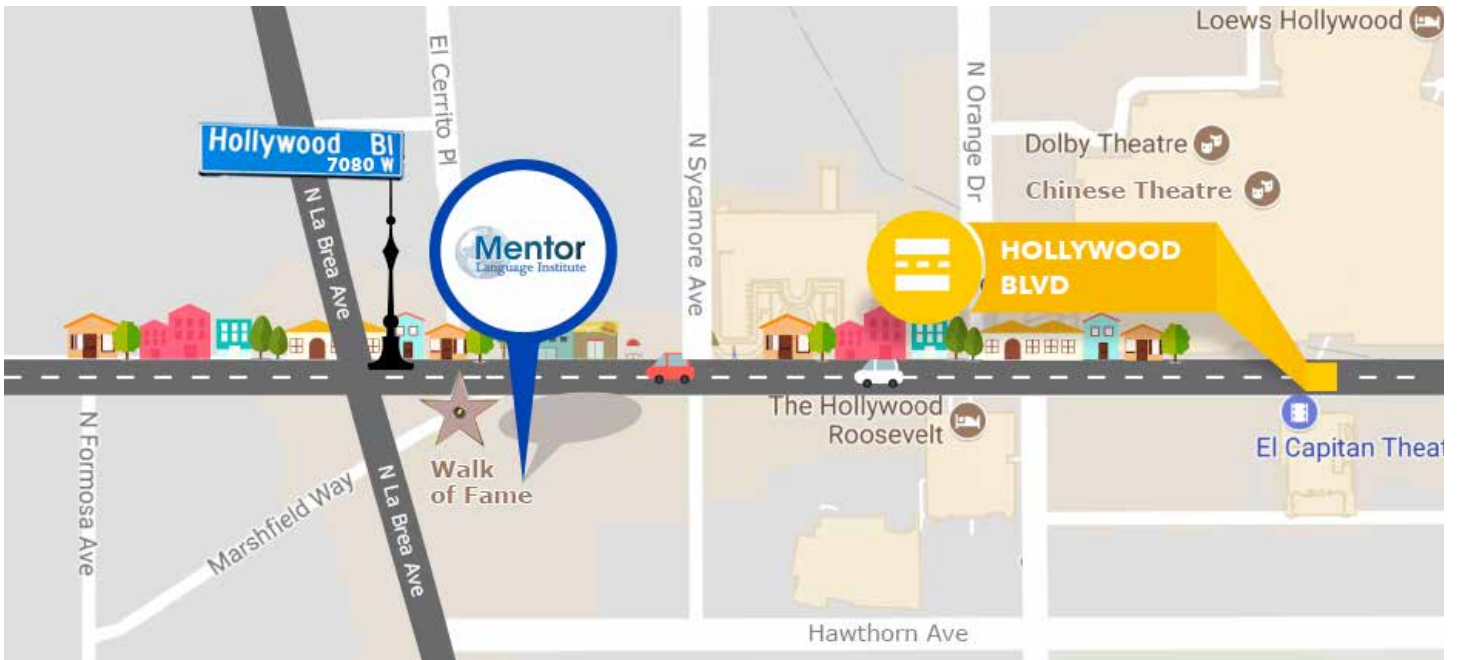 Loews Hollywood
El Cerrito Pl
N Orange Dr
Hollywood Bl
7080 W
N Sycamore Ave
Dolby Theatre
Chinese Theatre
N La Brea Ave
Mentor
Language Institute
HOLLYWOOD
BLVD
The Hollywood
Roosevelt
N Formosa Ave
Walk
of Fame
El Capitan Theat
Marshfield Way
N La Brea Ave
Hawthorn Ave